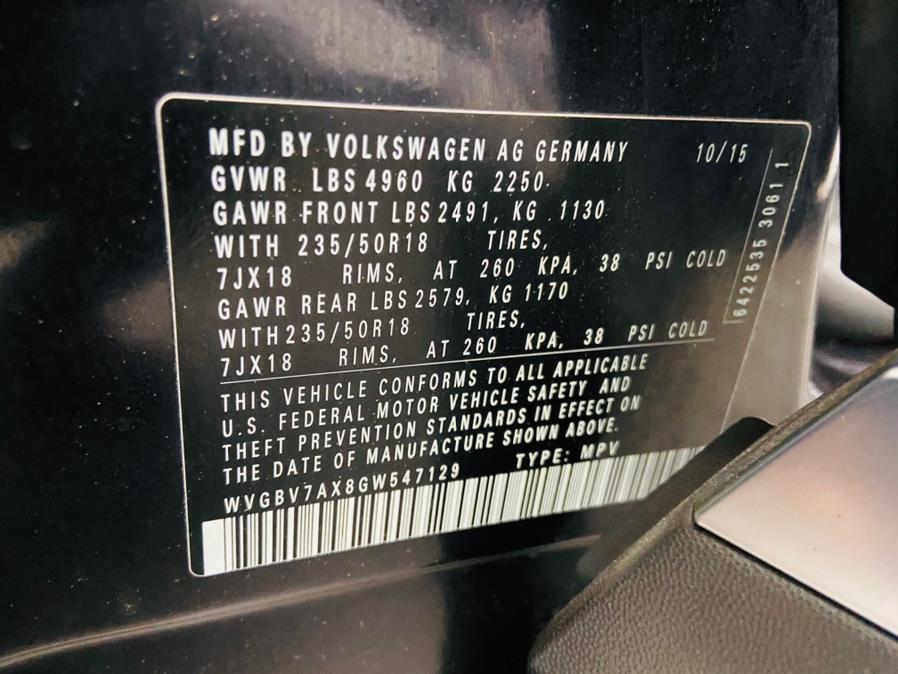 MFD BY VOLKSWAGEN AG GERMANY 10/15
GVWR LBS 4960 KG 2250
GAWR FRONT LBS 2491, KG 1130
WITH 235/50R18 TIRES,
7JX18 RIMS, AT 260 KPA, 38 PSI COLD
GAWR REAR LBS 2579, KG 1170
WITH 235/50R18 TIRES,
7JX18 RIMS, AT 260 KPA, 38 PSI COLD
THIS VEHICLE CONFORMS TO ALL APPLICABLE
U.S. FEDERAL MOTOR VEHICLE SAFETY AND
THEFT PREVENTION STANDARDS IN EFFECT ON
THE DATE OF MANUFACTURE SHOWN ABOVE.
WVGBV7AX8GW547129 TYPE: MPV
6422535 3061 1